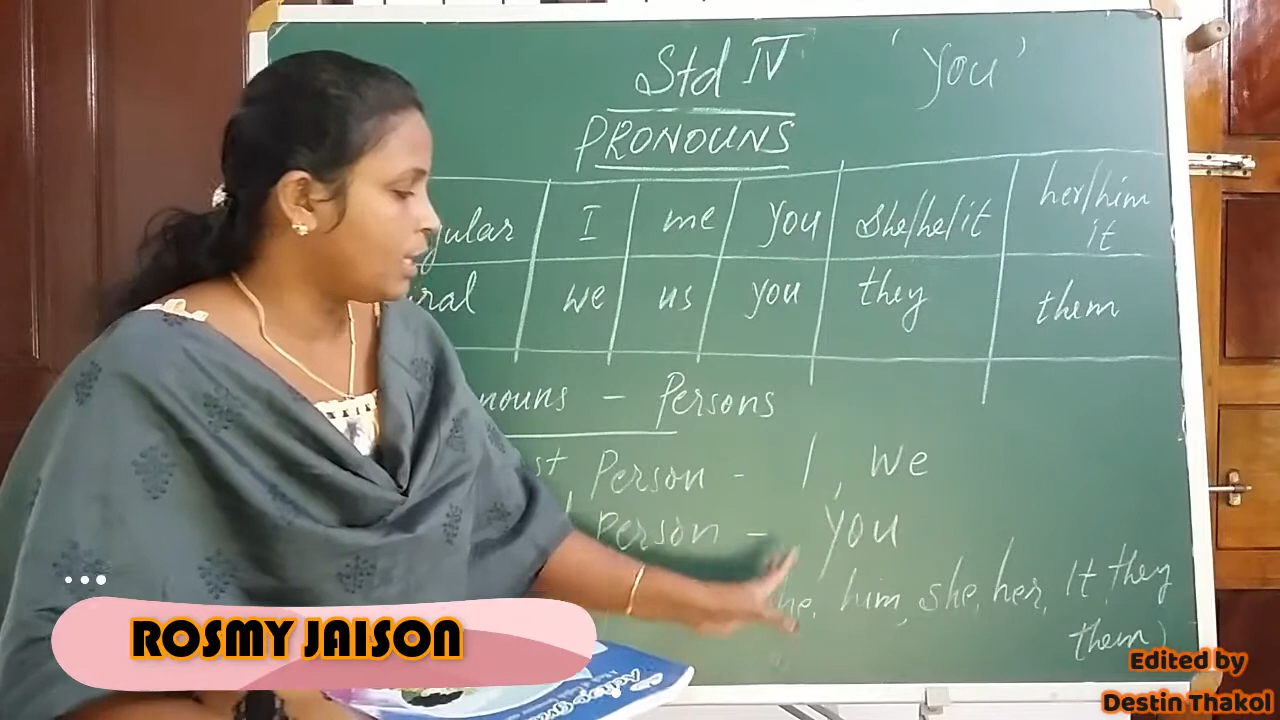 Std IV 'you'
PRONOUNS
gular I me you she/he/it her/him it
ural we us you they them
nouns - Persons
st Person - I, we
Person - you
he, him, she, her, It, they
them)
ROSMY JAISON
Edited by
Destin Thakol